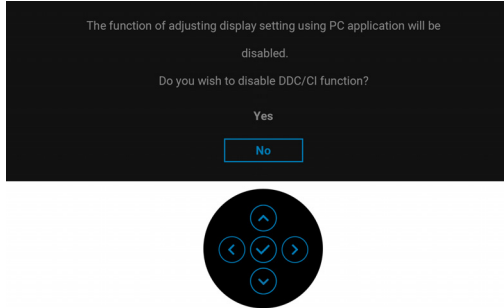 The function of adjusting display setting using PC application will be
disabled.
Do you wish to disable DDC/CI function?
Yes
No